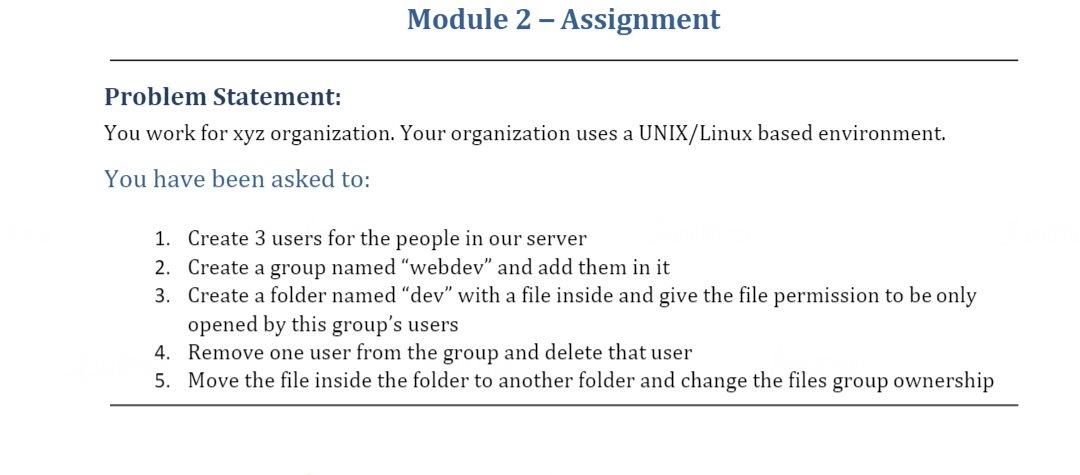 Module 2 – Assignment
Problem Statement:
You work for xyz organization. Your organization uses a UNIX/Linux based environment.
You have been asked to:
1. Create 3 users for the people in our server
2. Create a group named “webdev” and add them in it
3. Create a folder named “dev” with a file inside and give the file permission to be only
opened by this group’s users
4. Remove one user from the group and delete that user
5. Move the file inside the folder to another folder and change the files group ownership